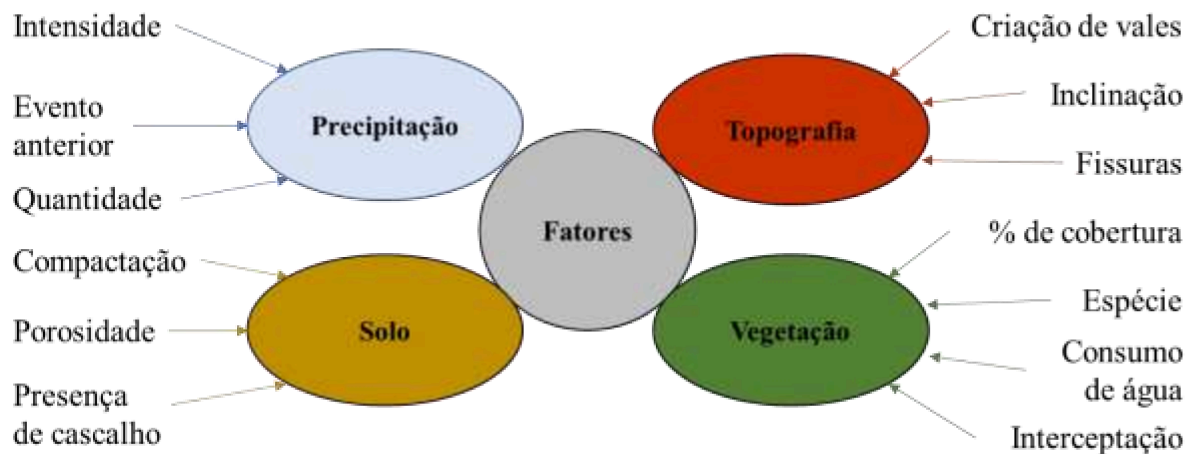 Intensidade
Evento
anterior
Quantidade
Precipitação
Criação de vales
Inclinação
Fissuras
Topografia
Fatores
Compactação
Porosidade
Presença
de cascalho
Solo
% de cobertura
Espécie
Consumo
de água
Interceptação
Vegetação